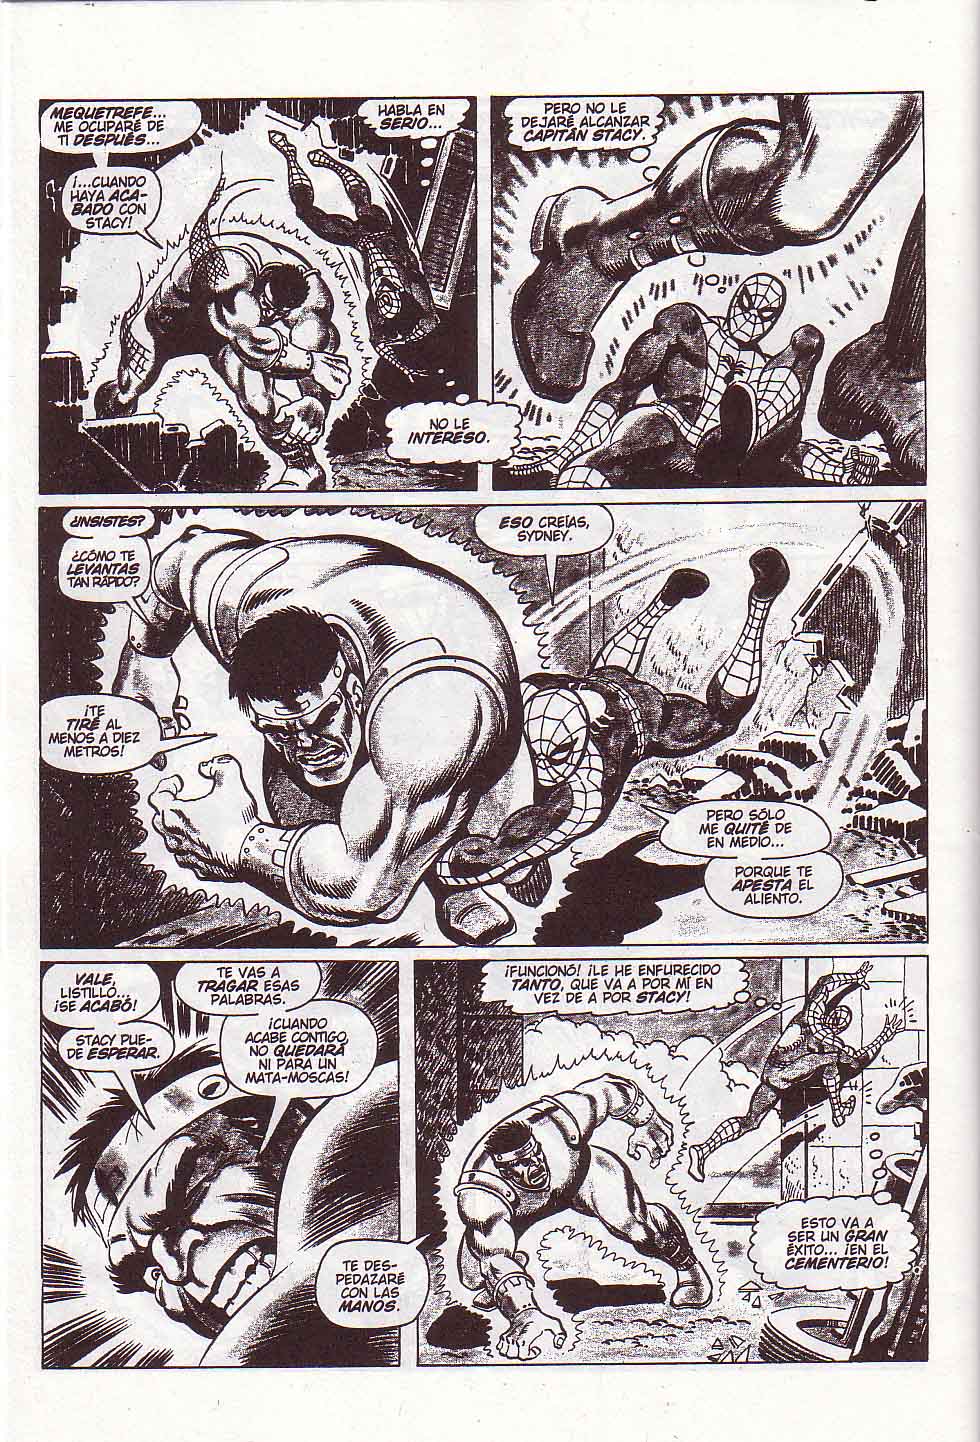 MEQUETREFE...
ME OCUPARÉ DE
TI DESPUÉS...
¡...CUANDO
HAYA ACA-
BADO CON
STACY!
HABLA EN
SERIO...
NO LE
INTERESO.
PERO NO LE
DEJARÉ ALCANZAR
CAPITÁN STACY.
¿INSISTES?
¿CÓMO TE
LEVANTAS
TAN RÁPIDO?
¡TE
TIRÉ AL
MENOS A DIEZ
METROS!
ESO CREÍAS,
SYDNEY.
PERO SÓLO
ME QUITÉ DE
EN MEDIO...
PORQUE TE
APESTA EL
ALIENTO.
VALE,
LISTILLO...
¡SE ACABÓ!
STACY PUE-
DE ESPERAR.
TE VAS A
TRAGAR ESAS
PALABRAS.
¡CUANDO
ACABE CONTIGO,
NO QUEDARÁ
NI PARA UN
MATA-MOSCAS!
TE DES-
PEDAZARÉ
CON LAS
MANOS.
¡FUNCIONÓ! ¡LE HE ENFURECIDO
TANTO, QUE VA A POR MÍ EN
VEZ DE A POR STACY!
ESTO VA A
SER UN GRAN
ÉXITO... ¡EN EL
CEMENTERIO!